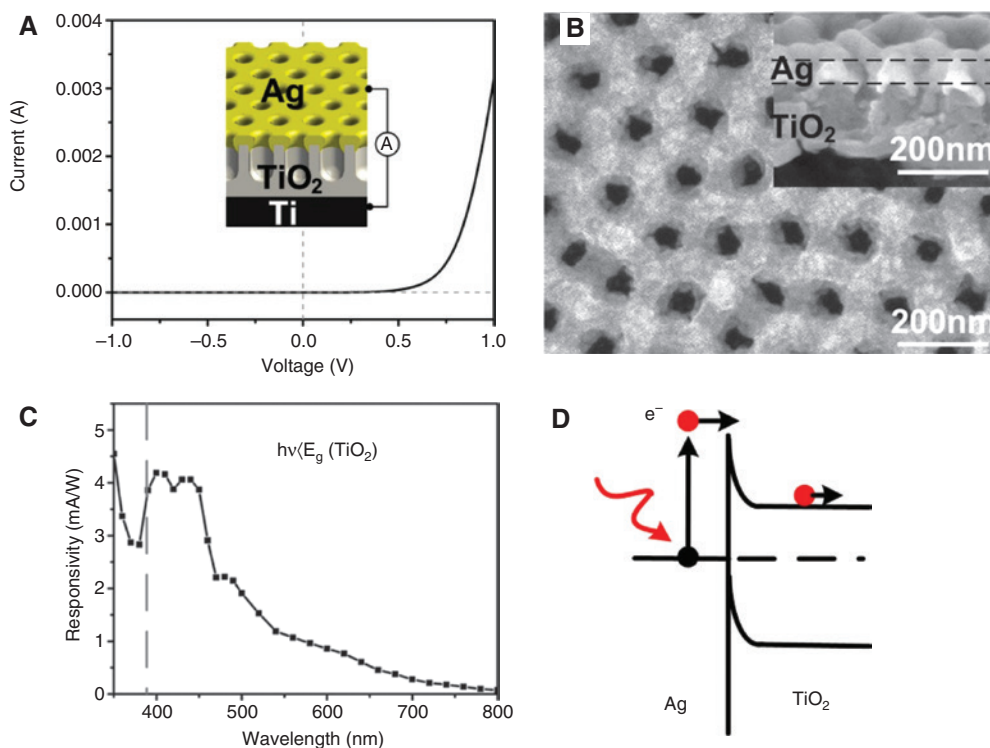 A
0.004
0.003
0.002
0.001
0.000
Current (A)
Ag
TiO₂
Ti
A
−1.0
−0.5
0.0
0.5
1.0
Voltage (V)
B
Ag
TiO₂
200nm
200nm
C
5
4
3
2
1
0
Responsivity (mA/W)
hν⟨E₉ (TiO₂)
400
500
600
700
800
Wavelength (nm)
D
e⁻
Ag
TiO₂